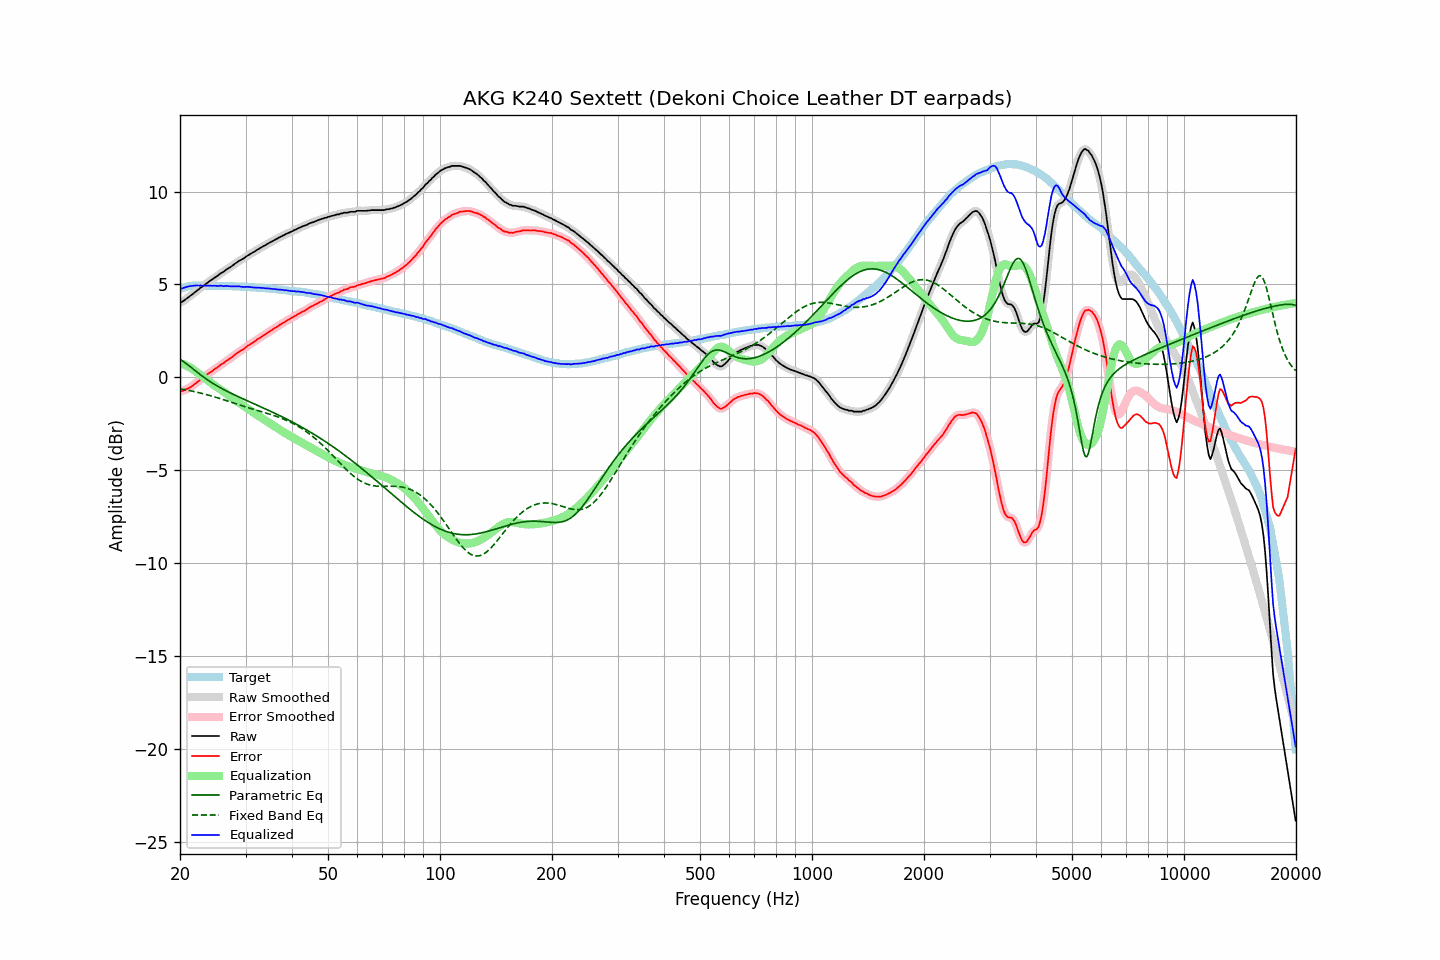 AKG K240 Sextett (Dekoni Choice Leather DT earpads)
Amplitude (dBr)
10
5
0
−5
−10
−15
−20
−25
Target
Raw Smoothed
Error Smoothed
Raw
Error
Equalization
Parametric Eq
Fixed Band Eq
Equalized
20 50 100 200 500 1000 2000 5000 10000 20000
Frequency (Hz)